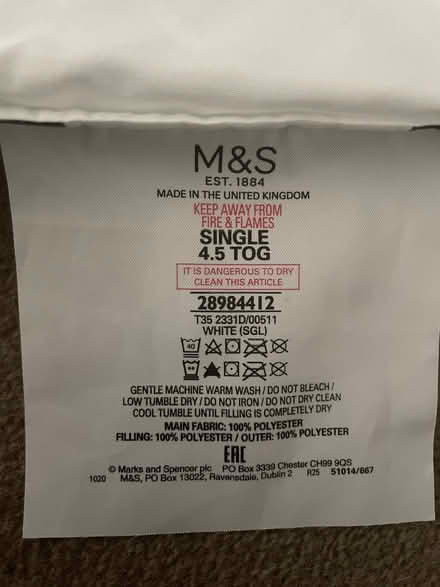 M&S
EST. 1884
MADE IN THE UNITED KINGDOM
KEEP AWAY FROM
FIRE & FLAMES
SINGLE
4.5 TOG
IT IS DANGEROUS TO DRY
CLEAN THIS ARTICLE
28984412
T35 2331D/00511
WHITE (SGL)
40
GENTLE MACHINE WARM WASH / DO NOT BLEACH /
LOW TUMBLE DRY / DO NOT IRON / DO NOT DRY CLEAN
COOL TUMBLE UNTIL FILLING IS COMPLETELY DRY
MAIN FABRIC: 100% POLYESTER
FILLING: 100% POLYESTER / OUTER: 100% POLYESTER
EAC
© Marks and Spencer plc PO Box 3339 Chester CH99 9QS
1020 M&S, PO Box 13022, Ravensdale, Dublin 2 R25 51014/667